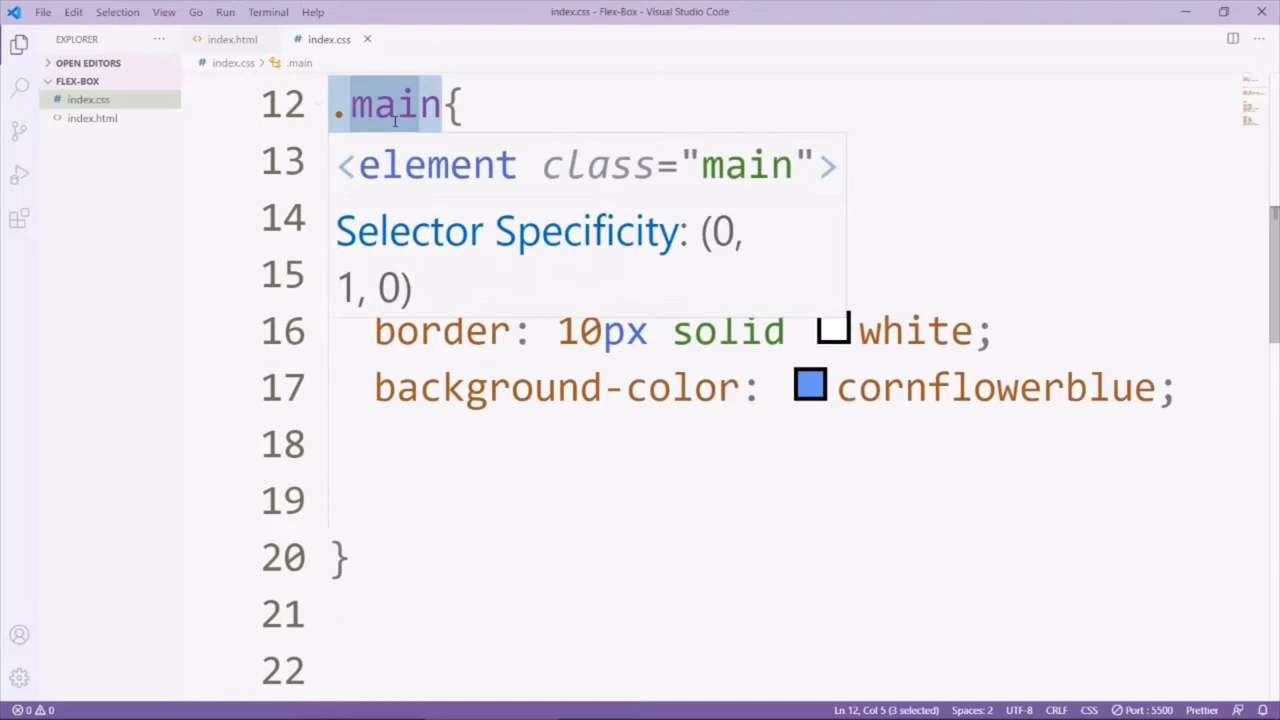 File Edit Selection View Go Run Terminal Help
index.css - Flex-Box - Visual Studio Code
EXPLORER
index.html
index.css
OPEN EDITORS
FLEX-BOX
index.css
index.html
index.css > .main
12 .main{
<element class="main">
13
Selector Specificity: (0,
14
1, 0)
15
16 border: 10px solid white;
17 background-color: cornflowerblue;
18
19
20 }
21
22
0 0
Ln 12, Col 5 (3 selected) Spaces: 2 UTF-8 CRLF CSS Port : 5500 Prettier